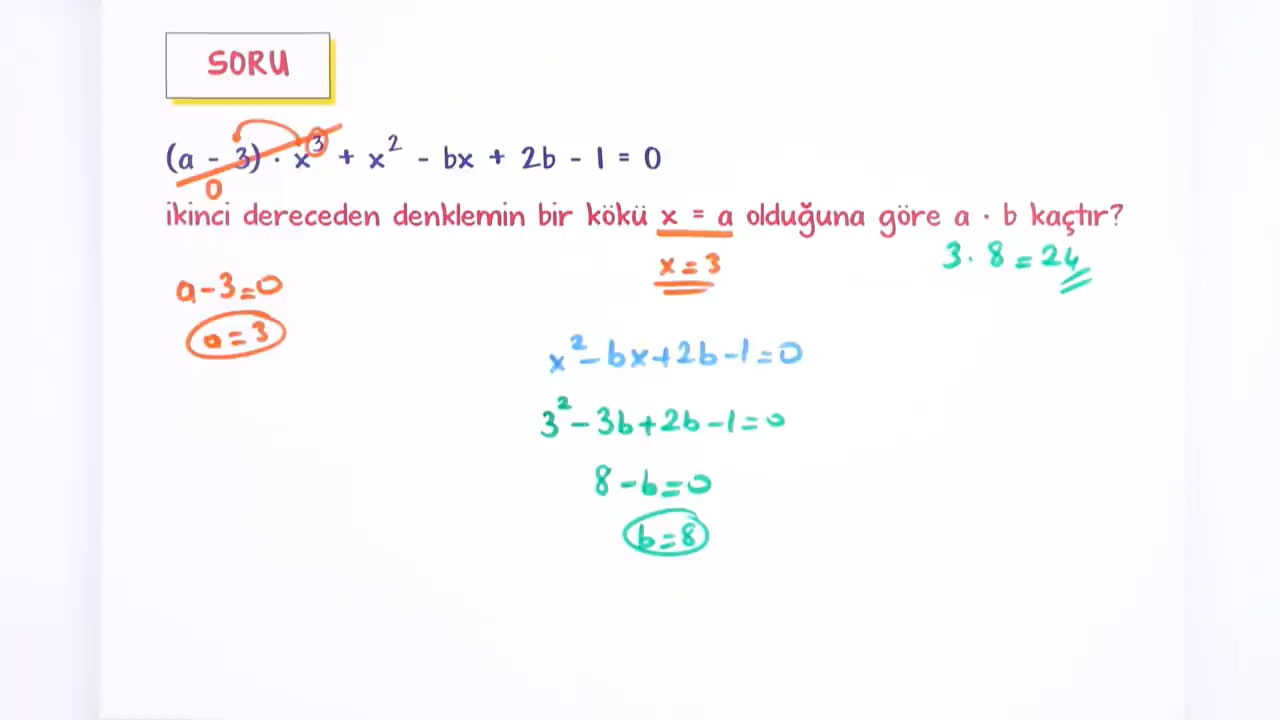 SORU
(a - 3) · x³ + x² - bx + 2b - 1 = 0
0
ikinci dereceden denklemin bir kökü x = a olduğuna göre a · b kaçtır?
x = 3
3 · 8 = 24
a - 3 = 0
a = 3
x² - bx + 2b - 1 = 0
3² - 3b + 2b - 1 = 0
8 - b = 0
b = 8